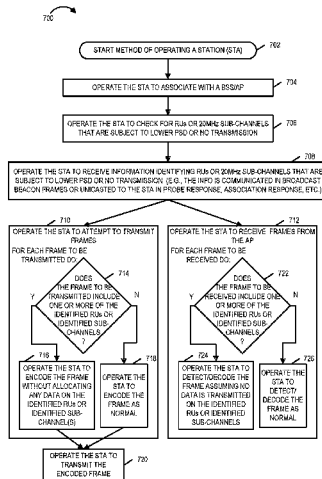 700
START METHOD OF OPERATING A STATION (STA)
702
OPERATE THE STA TO ASSOCIATE WITH A BSS/AP
704
OPERATE THE STA TO CHECK FOR RUs OR 20MHz SUB-CHANNELS
THAT ARE SUBJECT TO LOWER PSD OR NO TRANSMISSION
706
708
OPERATE THE STA TO RECEIVE INFORMATION IDENTIFYING RUs OR 20MHz SUB-CHANNELS THAT ARE
SUBJECT TO LOWER PSD OR NO TRANSMISSION (E.G., THE INFO IS COMMUNICATED IN BROADCAST
BEACON FRAMES OR UNICASTED TO THE STA IN PROBE RESPONSE, ASSOCIATION RESPONSE, ETC.)
710
OPERATE THE STA TO ATTEMPT TO TRANSMIT
FRAMES
FOR EACH FRAME TO BE
TRANSMITTED DO:
714
DOES
THE FRAME TO BE
TRANSMITTED INCLUDE
ONE OR MORE OF THE
IDENTIFIED RUs OR
IDENTIFIED SUB-
CHANNELS
?
Y
N
716
OPERATE THE STA TO
ENCODE THE FRAME
WITHOUT ALLOCATING
ANY DATA ON THE
IDENTIFIED RUs OR
IDENTIFIED SUB-
CHANNEL(S)
718
OPERATE THE
STA TO
ENCODE THE
FRAME AS
NORMAL
720
OPERATE THE STA TO
TRANSMIT THE
ENCODED FRAME
712
OPERATE THE STA TO RECEIVE FRAMES FROM
THE AP
FOR EACH FRAME TO BE
RECEIVED DO:
722
DOES
THE FRAME TO BE
RECEIVED INCLUDE ONE
OR MORE OF THE
IDENTIFIED RUs OR
IDENTIFIED SUB-
CHANNELS
?
Y
N
724
OPERATE THE STA TO
DETECT/DECODE THE
FRAME ASSUMING NO
DATA IS TRANSMITTED
ON THE IDENTIFIED RUs
OR IDENTIFIED SUB-
CHANNELS
726
OPERATE THE
STA TO
DETECT/
DECODE THE
FRAME AS
NORMAL